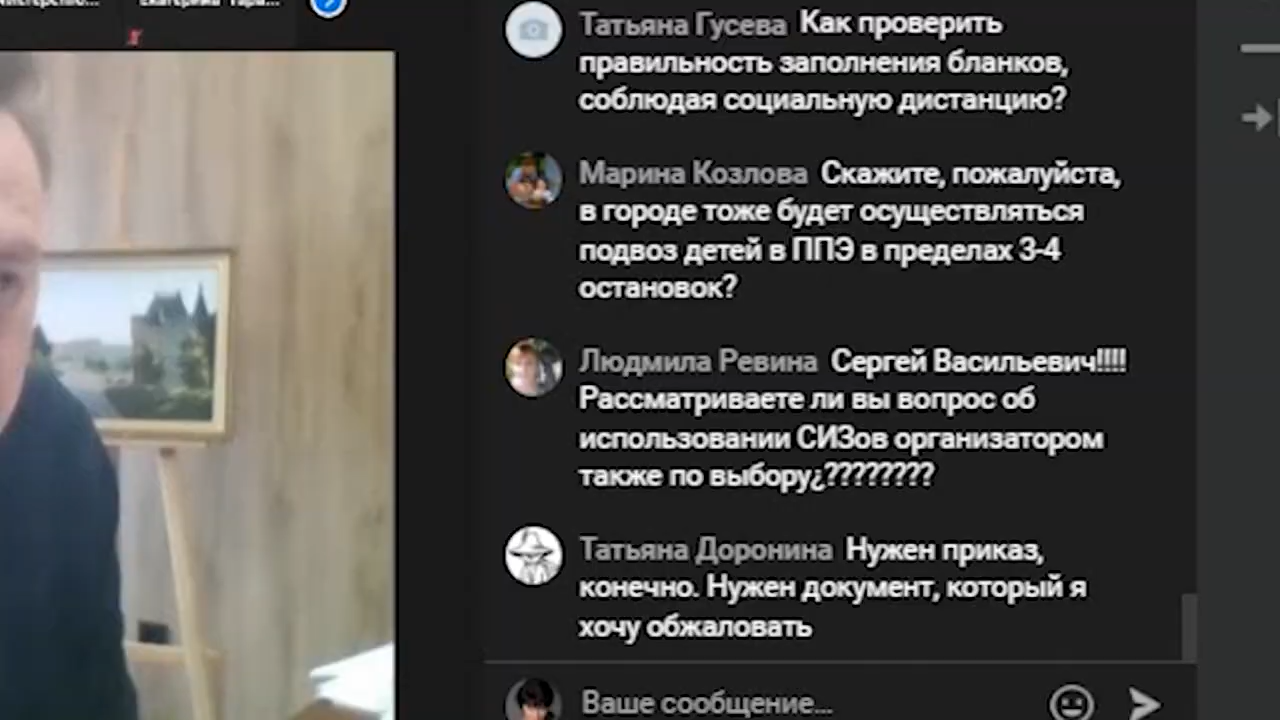 Татьяна Гусева Как проверить
правильность заполнения бланков,
соблюдая социальную дистанцию?
Марина Козлова Скажите, пожалуйста,
в городе тоже будет осуществляться
подвоз детей в ППЭ в пределах 3-4
остановок?
Людмила Ревина Сергей Васильевич!!!!
Рассматриваете ли вы вопрос об
использовании СИЗов организатором
также по выбору¿????????
Татьяна Доронина Нужен приказ,
конечно. Нужен документ, который я
хочу обжаловать
Ваше сообщение...